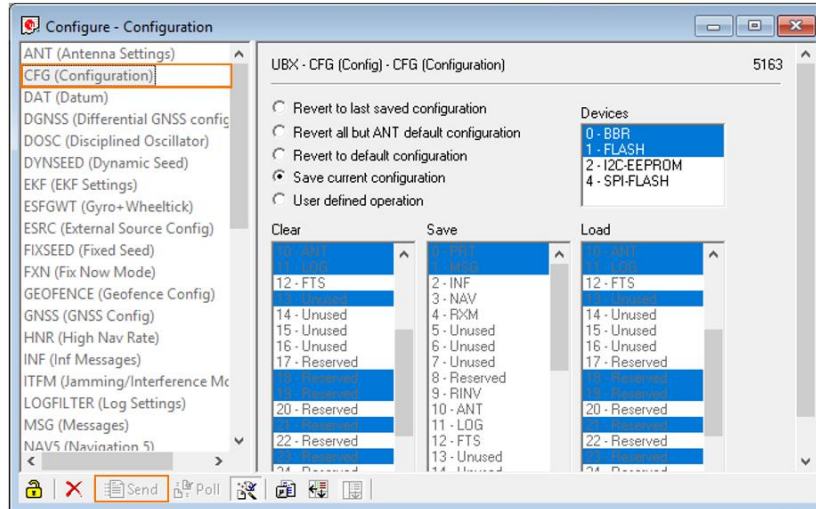 Configure - Configuration
ANT (Antenna Settings)
CFG (Configuration)
DAT (Datum)
DGNSS (Differential GNSS config
DOSC (Disciplined Oscillator)
DYNSEED (Dynamic Seed)
EKF (EKF Settings)
ESFGWT (Gyro+Wheeltick)
ESRC (External Source Config)
FIXSEED (Fixed Seed)
FXN (Fix Now Mode)
GEOFENCE (Geofence Config)
GNSS (GNSS Config)
HNR (High Nav Rate)
INF (Inf Messages)
ITFM (Jamming/Interference Mc
LOGFILTER (Log Settings)
MSG (Messages)
NAV5 (Navigation 5)
UBX - CFG (Config) - CFG (Configuration)
5163
Revert to last saved configuration
Revert all but ANT default configuration
Revert to default configuration
Save current configuration
User defined operation
Devices
0 - BBR
1 - FLASH
2 - I2C-EEPROM
4 - SPI-FLASH
Clear
10 - ANT
11 - LOG
12 - FTS
13 - Unused
14 - Unused
15 - Unused
16 - Unused
17 - Reserved
18 - Reserved
19 - Reserved
20 - Reserved
21 - Reserved
22 - Reserved
23 - Reserved
24 - Reserved
Save
0 - PRT
1 - MSG
2 - INF
3 - NAV
4 - RXM
5 - Unused
6 - Unused
7 - Unused
8 - Reserved
9 - RINV
10 - ANT
11 - LOG
12 - FTS
13 - Unused
14 - Unused
Load
10 - ANT
11 - LOG
12 - FTS
13 - Unused
14 - Unused
15 - Unused
16 - Unused
17 - Reserved
18 - Reserved
19 - Reserved
20 - Reserved
21 - Reserved
22 - Reserved
23 - Reserved
24 - Reserved
Send
Poll